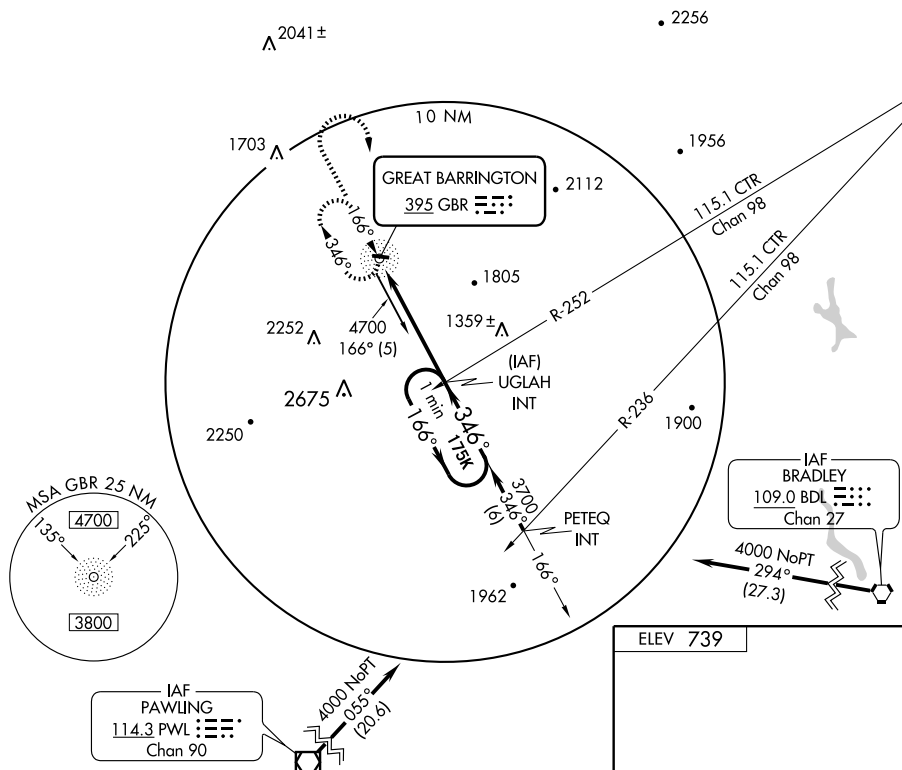 2256
2041±
10 NM
1703
1956
GREAT BARRINGTON
395 GBR
2112
115.1 CTR
Chan 98
115.1 CTR
Chan 98
166°
346°
1805
R-252
4700
166° (5)
1359±
2252
(IAF)
UGLAH
INT
2675
1 min
346°
166°
175K
R-236
1900
2250
3700
346°
(6)
PETEQ
INT
166°
IAF
BRADLEY
109.0 BDL
Chan 27
MSA GBR 25 NM
135°
4700
225°
3800
4000 NoPT
294°
(27.3)
1962
ELEV 739
IAF
PAWLING
114.3 PWL
Chan 90
4000 NoPT
055°
(20.6)